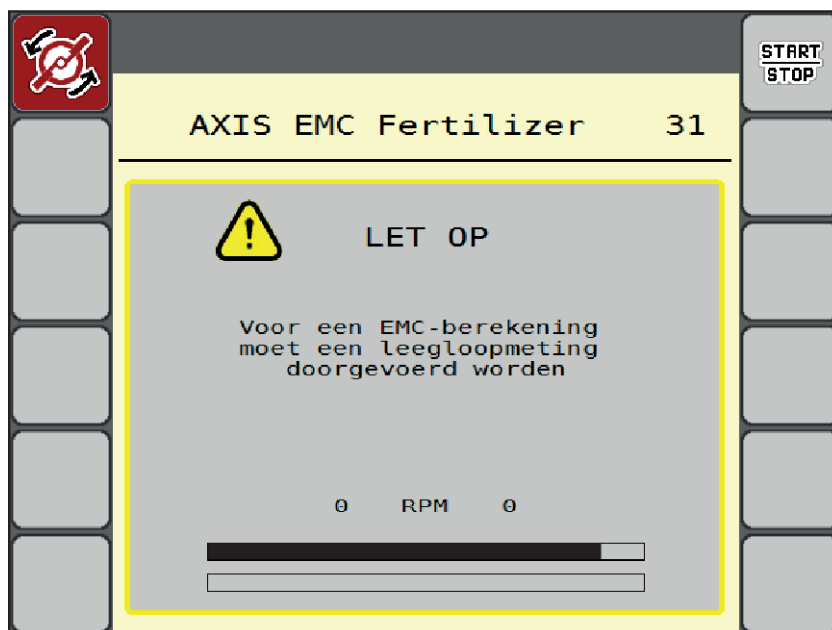 START
STOP
AXIS EMC Fertilizer 31
LET OP
Voor een EMC-berekening
moet een leegloopmeting
doorgevoerd worden
0 RPM 0